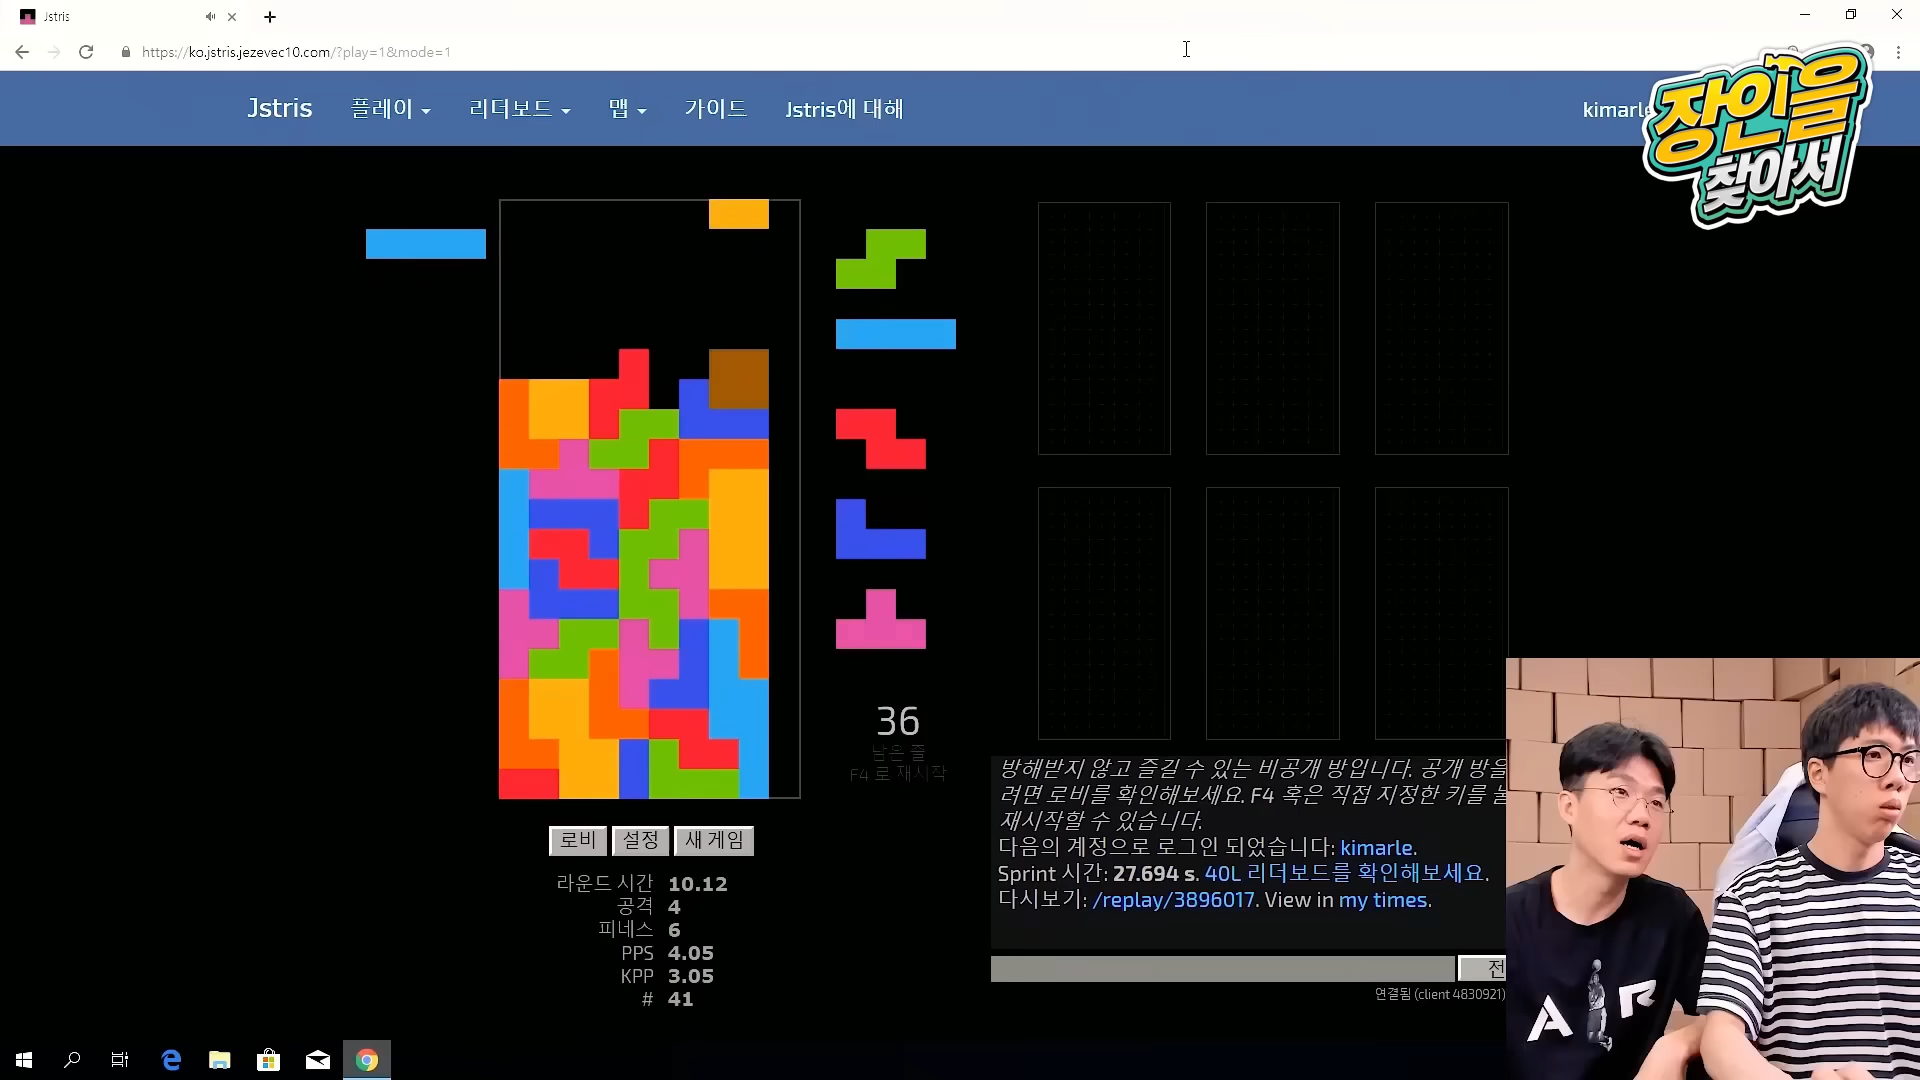 Jstris
https://ko.jstris.jezevec10.com/?play=1&mode=1
Jstris 플레이 리더보드 맵 가이드 Jstris에 대해 kimarle
장인을
찾아서
36
남은 줄
F4 로 재시작
로비 설정 새 게임
라운드 시간 10.12
공격 4
피네스 6
PPS 4.05
KPP 3.05
# 41
방해받지 않고 즐길 수 있는 비공개 방입니다. 공개 방을
려면 로비를 확인해보세요. F4 혹은 직접 지정한 키를 눌
재시작할 수 있습니다.
다음의 계정으로 로그인 되었습니다: kimarle.
Sprint 시간: 27.694 s. 40L 리더보드를 확인해보세요.
다시보기: /replay/3896017. View in my times.
전
연결됨 (client 4830921)
A R